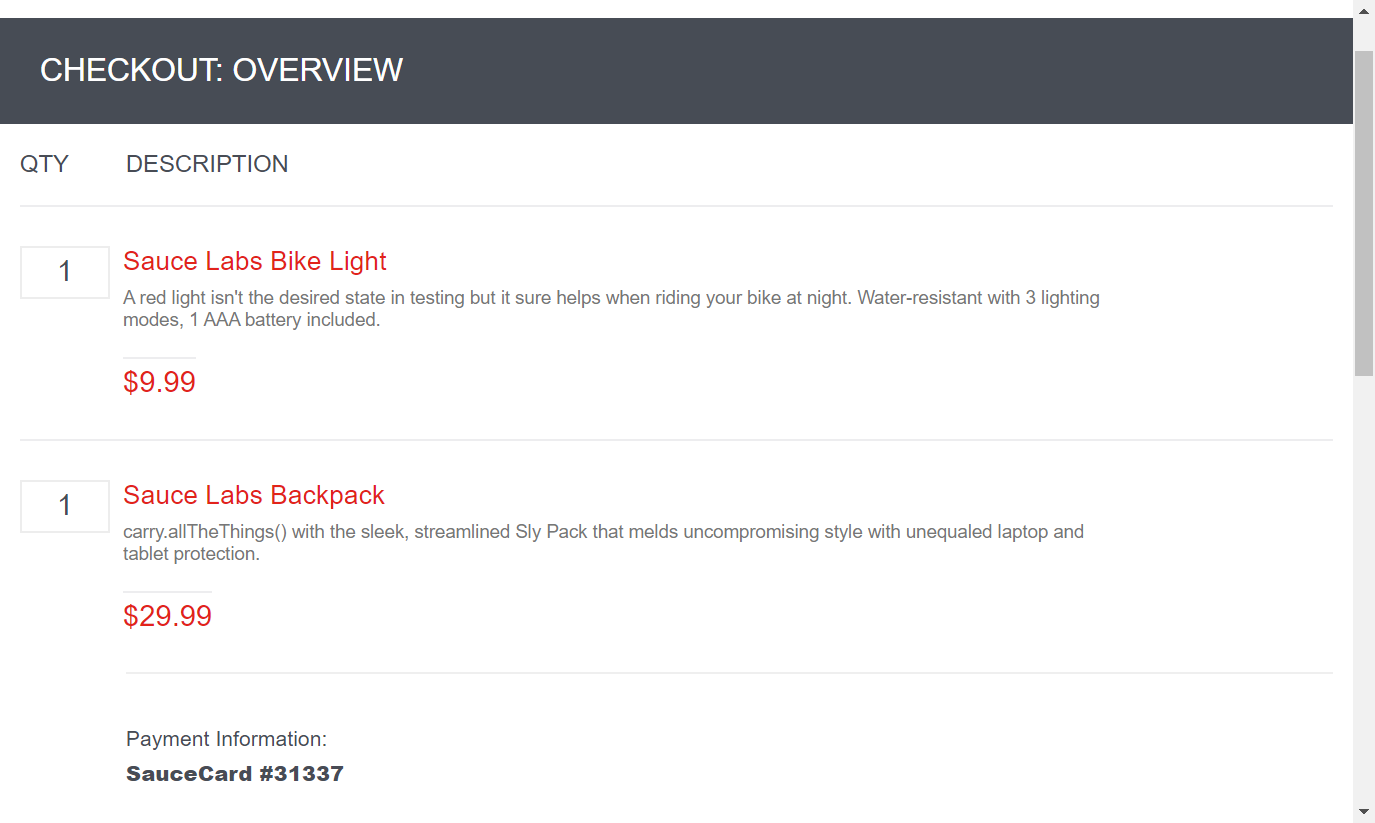 CHECKOUT: OVERVIEW
QTY DESCRIPTION
1 Sauce Labs Bike Light
A red light isn't the desired state in testing but it sure helps when riding your bike at night. Water-resistant with 3 lighting
modes, 1 AAA battery included.
$9.99
1 Sauce Labs Backpack
carry.allTheThings() with the sleek, streamlined Sly Pack that melds uncompromising style with unequaled laptop and
tablet protection.
$29.99
Payment Information:
SauceCard #31337